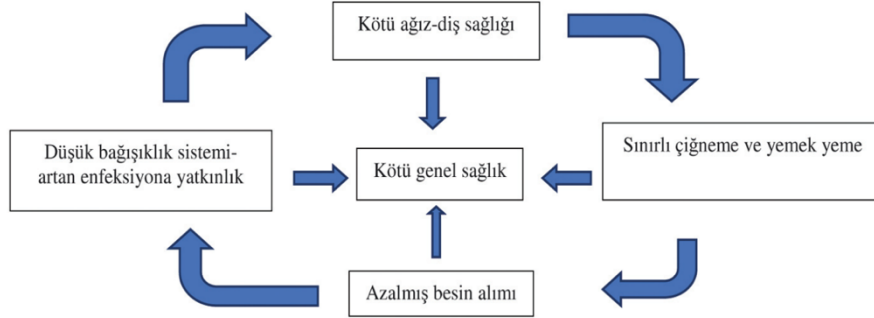 Kötü ağız-diş sağlığı
Düşük bağışıklık sistemi-
artan enfeksiyona yatkınlık
Kötü genel sağlık
Sınırlı çiğneme ve yemek yeme
Azalmış besin alımı